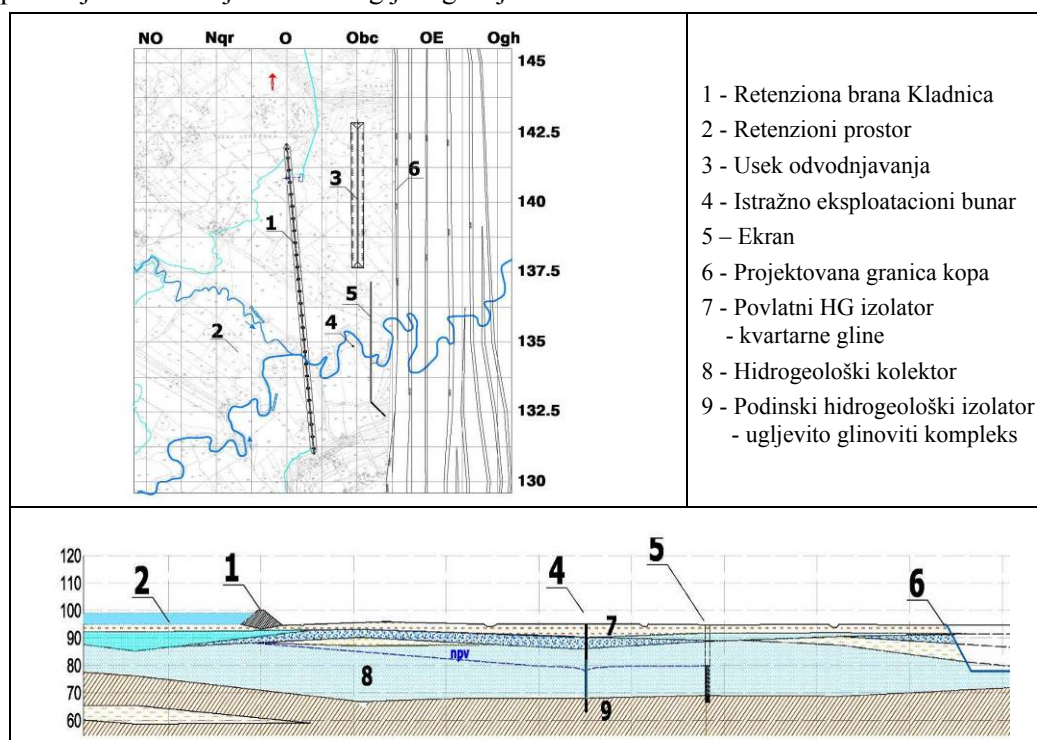 NO Nqr O Obc OE Ogh
145
142.5
140
137.5
135
132.5
130
1
2
3
4
5
6
1 - Retenziona brana Kladnica
2 - Retenzioni prostor
3 - Usek odvodnjavanja
4 - Istražno eksploatacioni bunar
5 – Ekran
6 - Projektovana granica kopa
7 - Povlatni HG izolator
- kvartarne gline
8 - Hidrogeološki kolektor
9 - Podinski hidrogeološki izolator
- ugljevito glinoviti kompleks
120
110
100
90
80
70
60
2
1
4
5
6
7
npv
8
9